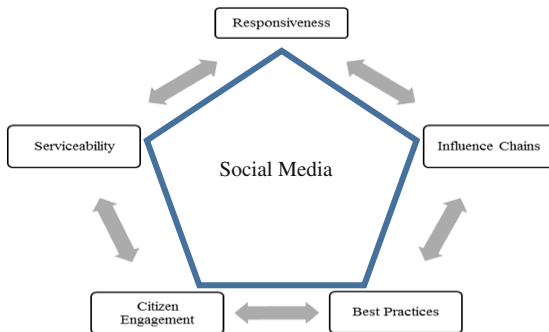 Responsiveness
Serviceability
Influence Chains
Social Media
Citizen
Engagement
Best Practices